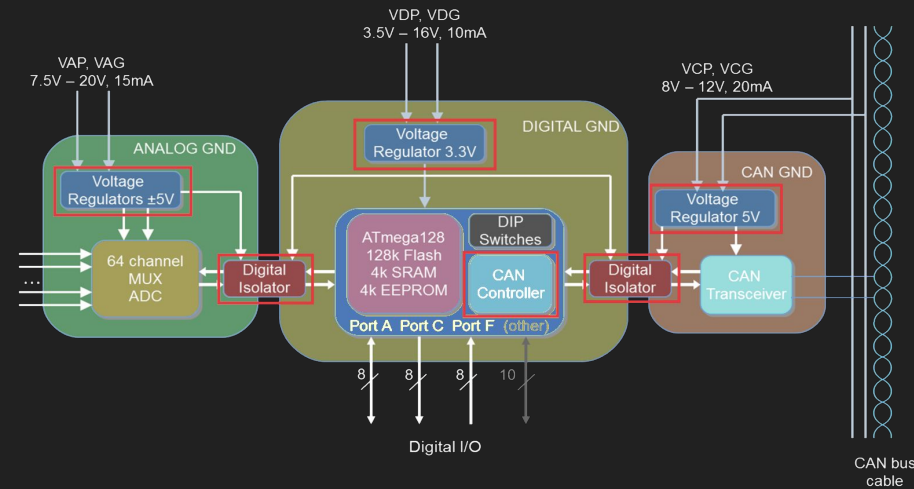 VDP, VDG
3.5V – 16V, 10mA
VAP, VAG
7.5V – 20V, 15mA
VCP, VCG
8V – 12V, 20mA
ANALOG GND
DIGITAL GND
CAN GND
Voltage
Regulators ±5V
Voltage
Regulator 3.3V
Voltage
Regulator 5V
64 channel
MUX
ADC
...
Digital
Isolator
ATmega128
128k Flash
4k SRAM
4k EEPROM
DIP
Switches
CAN
Controller
Digital
Isolator
CAN
Transceiver
Port A Port C Port F (other)
8 8 8 10
Digital I/O
CAN bus
cable